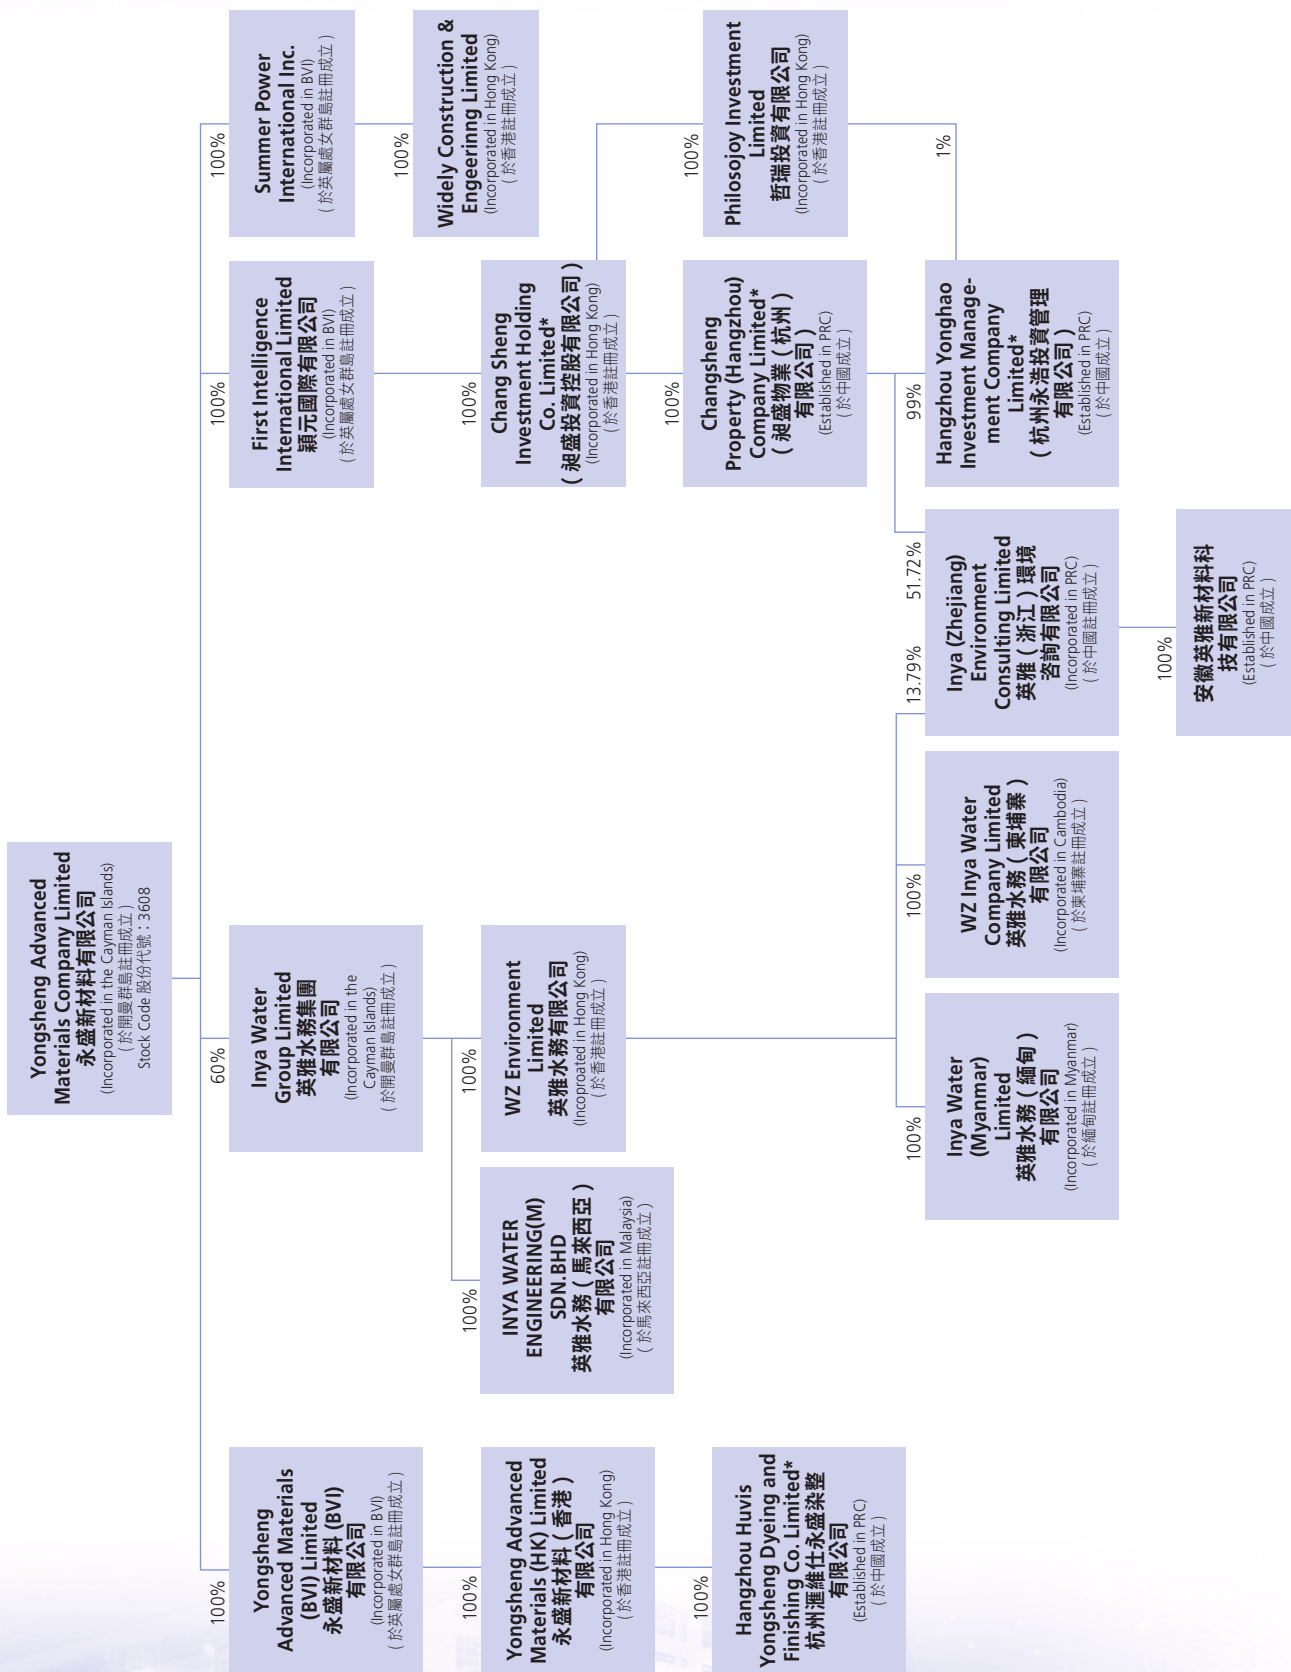 Yongsheng Advanced
Materials Company Limited
永盛新材料有限公司
(Incorporated in the Cayman Islands)
（於開曼群島註冊成立）
Stock Code 股份代號：3608
100%
Yongsheng
Advanced Materials
(BVI) Limited
永盛新材料 (BVI)
有限公司
(Incorporated in BVI)
（於英屬處女群島註冊成立）
60%
Inya Water
Group Limited
英雅水務集團
有限公司
(Incorporated in the
Cayman Islands)
（於開曼群島註冊成立）
100%
First Intelligence
International Limited
穎元國際有限公司
(Incorporated in BVI)
（於英屬處女群島註冊成立）
100%
Summer Power
International Inc.
(Incorporated in BVI)
（於英屬處女群島註冊成立）
100%
Widely Construction &
Engeerinng Limited
(Incorporated in Hong Kong)
（於香港註冊成立）
100%
Yongsheng Advanced
Materials (HK) Limited
永盛新材料（香港）
有限公司
(Incorporated in Hong Kong)
（於香港註冊成立）
100%
INYA WATER
ENGINEERING(M)
SDN.BHD
英雅水務（馬來西亞）
有限公司
(Incorporated in Malaysia)
（於馬來西亞註冊成立）
100%
WZ Environment
Limited
英雅水務有限公司
(Incoproated in Hong Kong)
（於香港註冊成立）
100%
Chang Sheng
Investment Holding
Co. Limited*
（昶盛投資控股有限公司）
(Incorporated in Hong Kong)
（於香港註冊成立）
100%
Hangzhou Huvis
Yongsheng Dyeing and
Finishing Co. Limited*
杭州滙維仕永盛染整
有限公司
(Established in PRC)
（於中國成立）
100%
Changsheng
Property (Hangzhou)
Company Limited*
（昶盛物業（杭州）
有限公司）
(Established in PRC)
（於中國成立）
100%
Philosojoy Investment
Limited
哲瑞投資有限公司
(Incorporated in Hong Kong)
（於香港註冊成立）
100%
Inya Water
(Myanmar)
Limited
英雅水務（緬甸）
有限公司
(Incorporated in Myanmar)
（於緬甸註冊成立）
100%
WZ Inya Water
Company Limited
英雅水務（柬埔寨）
有限公司
(Incorporated in Cambodia)
（於柬埔寨註冊成立）
13.79%
51.72%
Inya (Zhejiang)
Environment
Consulting Limited
英雅（浙江）環境
咨詢有限公司
(Incorporated in PRC)
（於中國註冊成立）
99%
1%
Hangzhou Yonghao
Investment Manage-
ment Company
Limited*
（杭州永浩投資管理
有限公司）
(Established in PRC)
（於中國成立）
100%
安徽英雅新材料科
技有限公司
(Established in PRC)
（於中國成立）